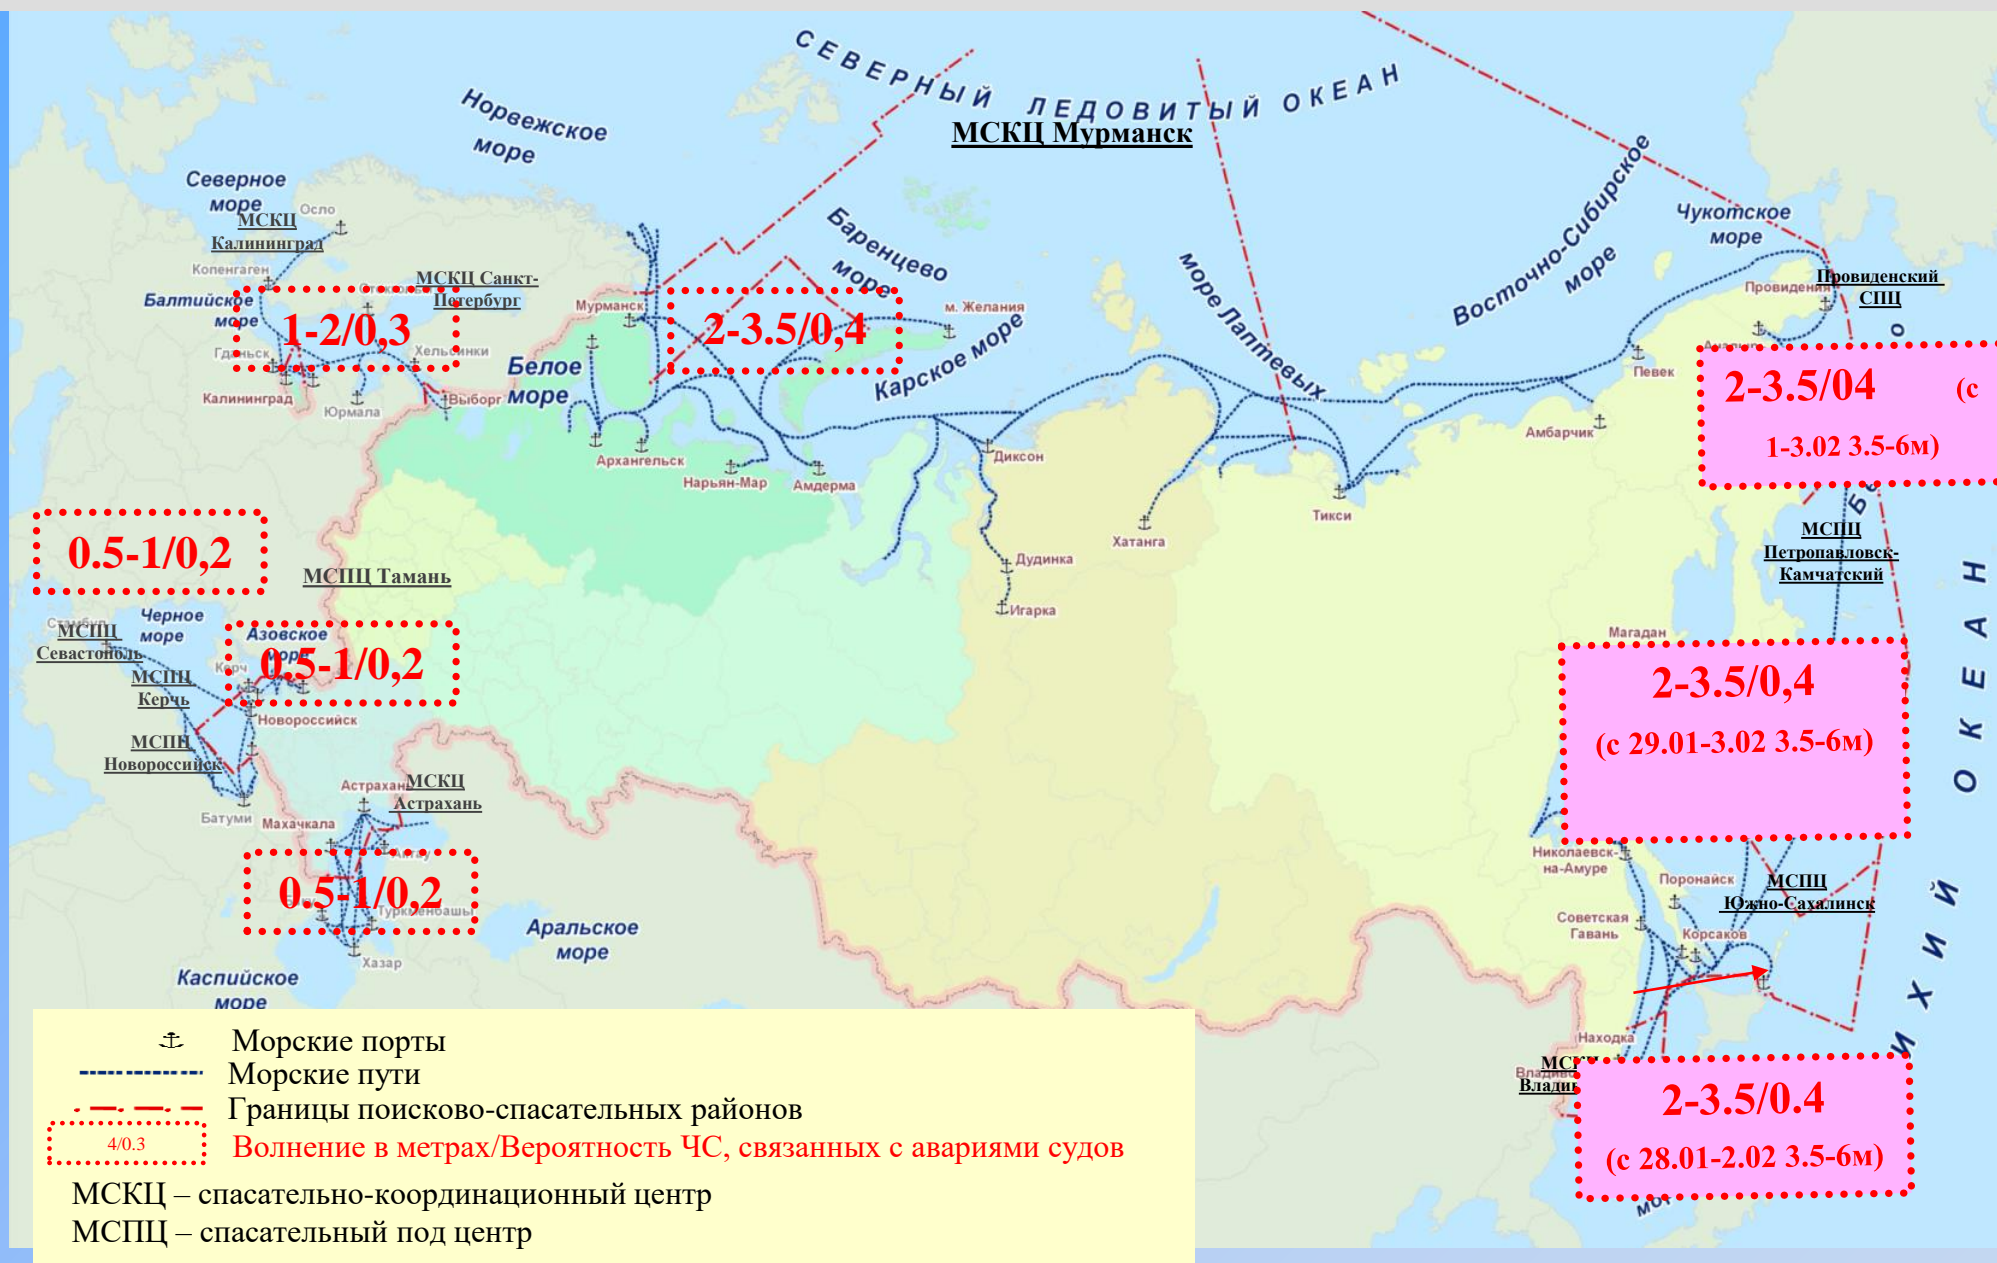 СЕВЕРНЫЙ ЛЕДОВИТЫЙ ОКЕАН
МСКЦ Мурманск
Норвежское
море
Северное
море
Осло
МСКЦ
Калининград
Копенгаген
МСКЦ Санкт-
Петербург
Балтийское
море
1-2/0,3
Гданьск
Хельсинки
Калининград
Юрмала
Выборг
Мурманск
Белое
море
Баренцево
море
2-3.5/0,4
м. Желания
Карское море
море Лаптевых
Восточно-Сибирское
море
Чукотское
море
Провиденский
СПЦ
Провидения
Певек
Амбарчик
2-3.5/04 (с
1-3.02 3.5-6м)
Архангельск
Нарьян-Мар
Амдерма
Диксон
Тикси
Хатанга
Дудинка
Игарка
МСПЦ
Петропавловск-
Камчатский
0.5-1/0,2
МСПЦ Тамань
Черное
море
Стамбул
МСПЦ
Севастополь
Азовское
море
Керч
0.5-1/0,2
МСПЦ
Керчь
Новороссийск
МСПЦ
Новороссийск
Батуми
Астрахань
МСКЦ
Астрахань
Махачкала
Актау
0.5-1/0,2
Баку
Туркменбашы
Хазар
Каспийское
море
Аральское
море
Магадан
2-3.5/0,4
(с 29.01-3.02 3.5-6м)
Николаевск-
на-Амуре
Поронайск
МСПЦ
Южно-Сахалинск
Советская
Гавань
Корсаков
Находка
2-3.5/0.4
(с 28.01-2.02 3.5-6м)
ИХИЙ ОКЕАН
Морские порты
Морские пути
Границы поисково-спасательных районов
4/0.3
Волнение в метрах/Вероятность ЧС, связанных с авариями судов
МСКЦ – спасательно-координационный центр
МСПЦ – спасательный под центр